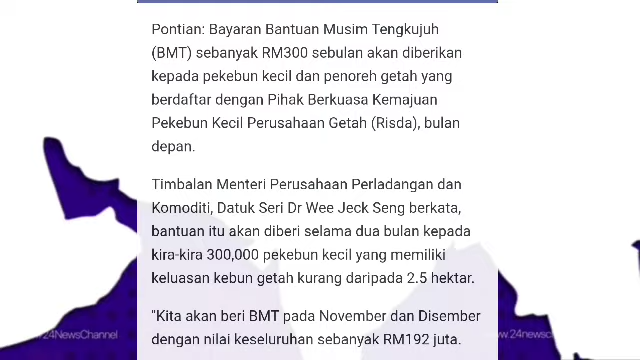 Pontian: Bayaran Bantuan Musim Tengkujuh
(BMT) sebanyak RM300 sebulan akan diberikan
kepada pekebun kecil dan penoreh getah yang
berdaftar dengan Pihak Berkuasa Kemajuan
Pekebun Kecil Perusahaan Getah (Risda), bulan
depan.
Timbalan Menteri Perusahaan Perladangan dan
Komoditi, Datuk Seri Dr Wee Jeck Seng berkata,
bantuan itu akan diberi selama dua bulan kepada
kira-kira 300,000 pekebun kecil yang memiliki
keluasan kebun getah kurang daripada 2.5 hektar.
"Kita akan beri BMT pada November dan Disember
dengan nilai keseluruhan sebanyak RM192 juta.
24NewsChannel
.24newsc